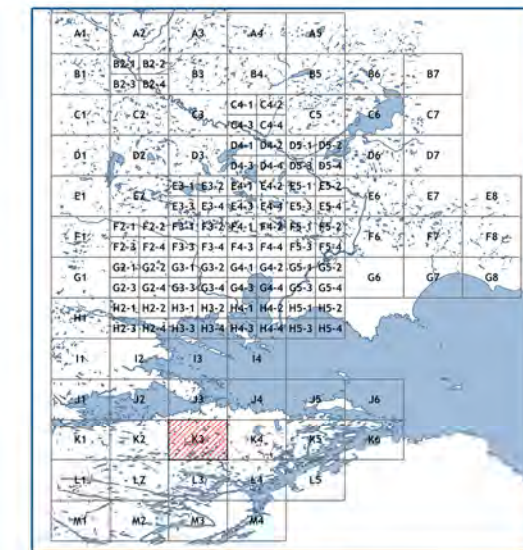 A1 A2 A3 A4 A5
B1 B2-1 B2-2 B3 B4 B5 B6 B7
B2-3 B2-4
C1 C2 C3 C4-1 C4-2 C5 C6 C7
C4-3 C4-4
D1 D2 D3 D4-1 D4-2 D5-1 D5-2 D6 D7
D4-3 D4-4 D5-3 D5-4
E1 E2 E3-1 E3-2 E4-1 E4-2 E5-1 E5-2 E6 E7 E8
E3-3 E3-4 E4-3 E4-4 E5-3 E5-4
F1 F2-1 F2-2 F3-1 F3-2 F4-1 F4-2 F5-1 F5-2 F6 F7 F8
F2-3 F2-4 F3-3 F3-4 F4-3 F4-4 F5-3 F5-4
G1 G2-1 G2-2 G3-1 G3-2 G4-1 G4-2 G5-1 G5-2 G6 G7 G8
G2-3 G2-4 G3-3 G3-4 G4-3 G4-4 G5-3 G5-4
H1 H2-1 H2-2 H3-1 H3-2 H4-1 H4-2 H5-1 H5-2
H2-3 H2-4 H3-3 H3-4 H4-3 H4-4 H5-3 H5-4
I1 I2 I3 I4
J1 J2 J3 J4 J5 J6
K1 K2 K3 K4 K5 K6
L1 L2 L3 L4 L5
M1 M2 M3 M4